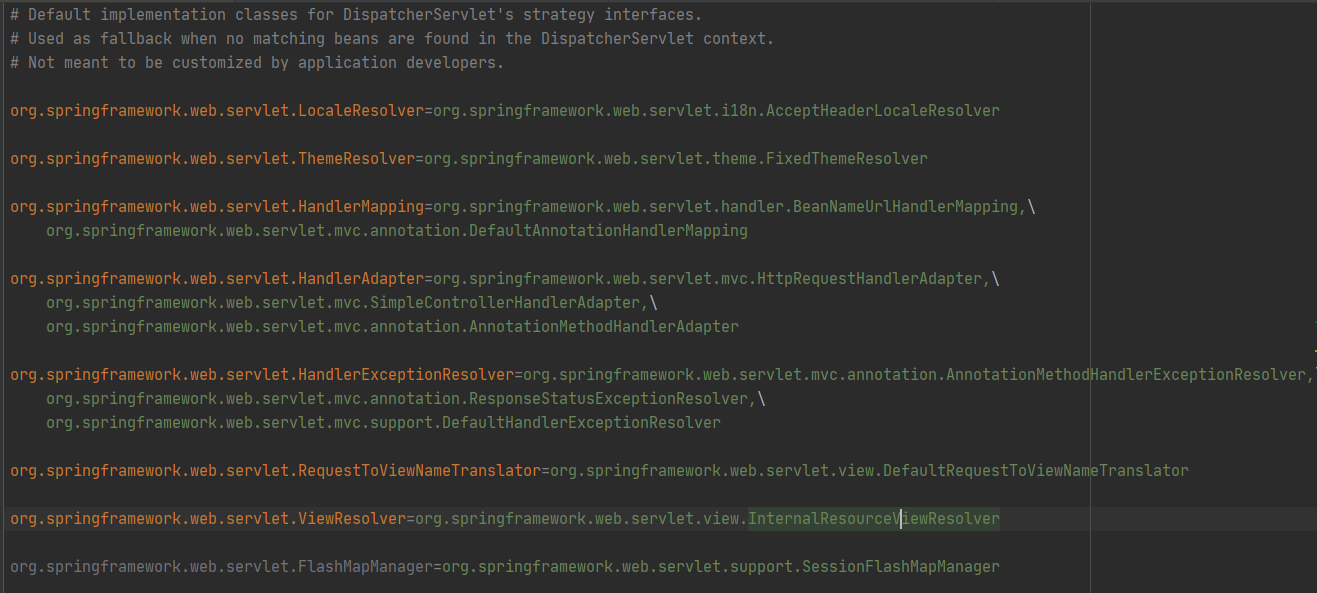 # Default implementation classes for DispatcherServlet's strategy interfaces.
# Used as fallback when no matching beans are found in the DispatcherServlet context.
# Not meant to be customized by application developers.
org.springframework.web.servlet.LocaleResolver=org.springframework.web.servlet.i18n.AcceptHeaderLocaleResolver
org.springframework.web.servlet.ThemeResolver=org.springframework.web.servlet.theme.FixedThemeResolver
org.springframework.web.servlet.HandlerMapping=org.springframework.web.servlet.handler.BeanNameUrlHandlerMapping,\
org.springframework.web.servlet.mvc.annotation.DefaultAnnotationHandlerMapping
org.springframework.web.servlet.HandlerAdapter=org.springframework.web.servlet.mvc.HttpRequestHandlerAdapter,\
org.springframework.web.servlet.mvc.SimpleControllerHandlerAdapter,\
org.springframework.web.servlet.mvc.annotation.AnnotationMethodHandlerAdapter
org.springframework.web.servlet.HandlerExceptionResolver=org.springframework.web.servlet.mvc.annotation.AnnotationMethodHandlerExceptionResolver,\
org.springframework.web.servlet.mvc.annotation.ResponseStatusExceptionResolver,\
org.springframework.web.servlet.mvc.support.DefaultHandlerExceptionResolver
org.springframework.web.servlet.RequestToViewNameTranslator=org.springframework.web.servlet.view.DefaultRequestToViewNameTranslator
org.springframework.web.servlet.ViewResolver=org.springframework.web.servlet.view.InternalResourceViewResolver
org.springframework.web.servlet.FlashMapManager=org.springframework.web.servlet.support.SessionFlashMapManager